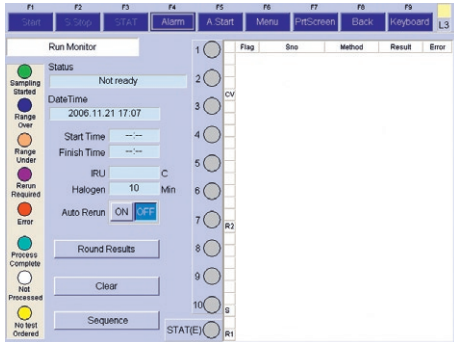 F1 F2 F3 F4 F5 F6 F7 F8 F9
Start S.Stop STAT Alarm A.Start Menu PrtScreen Back Keyboard L3
Run Monitor
Flag Sno Method Result Error
Status
Not ready
DateTime
2006.11.21 17:07
Start Time --:--
Finish Time --:--
IRU C
Halogen 10 Min
Auto Rerun ON OFF
Round Results
Clear
Sequence
Sampling Started
Range Over
Range Under
Rerun Required
Error
Process Complete
Not Processed
No test Ordered
1
2
CV
3
4
5
6
7
R2
8
9
10
S
STAT(E)
R1